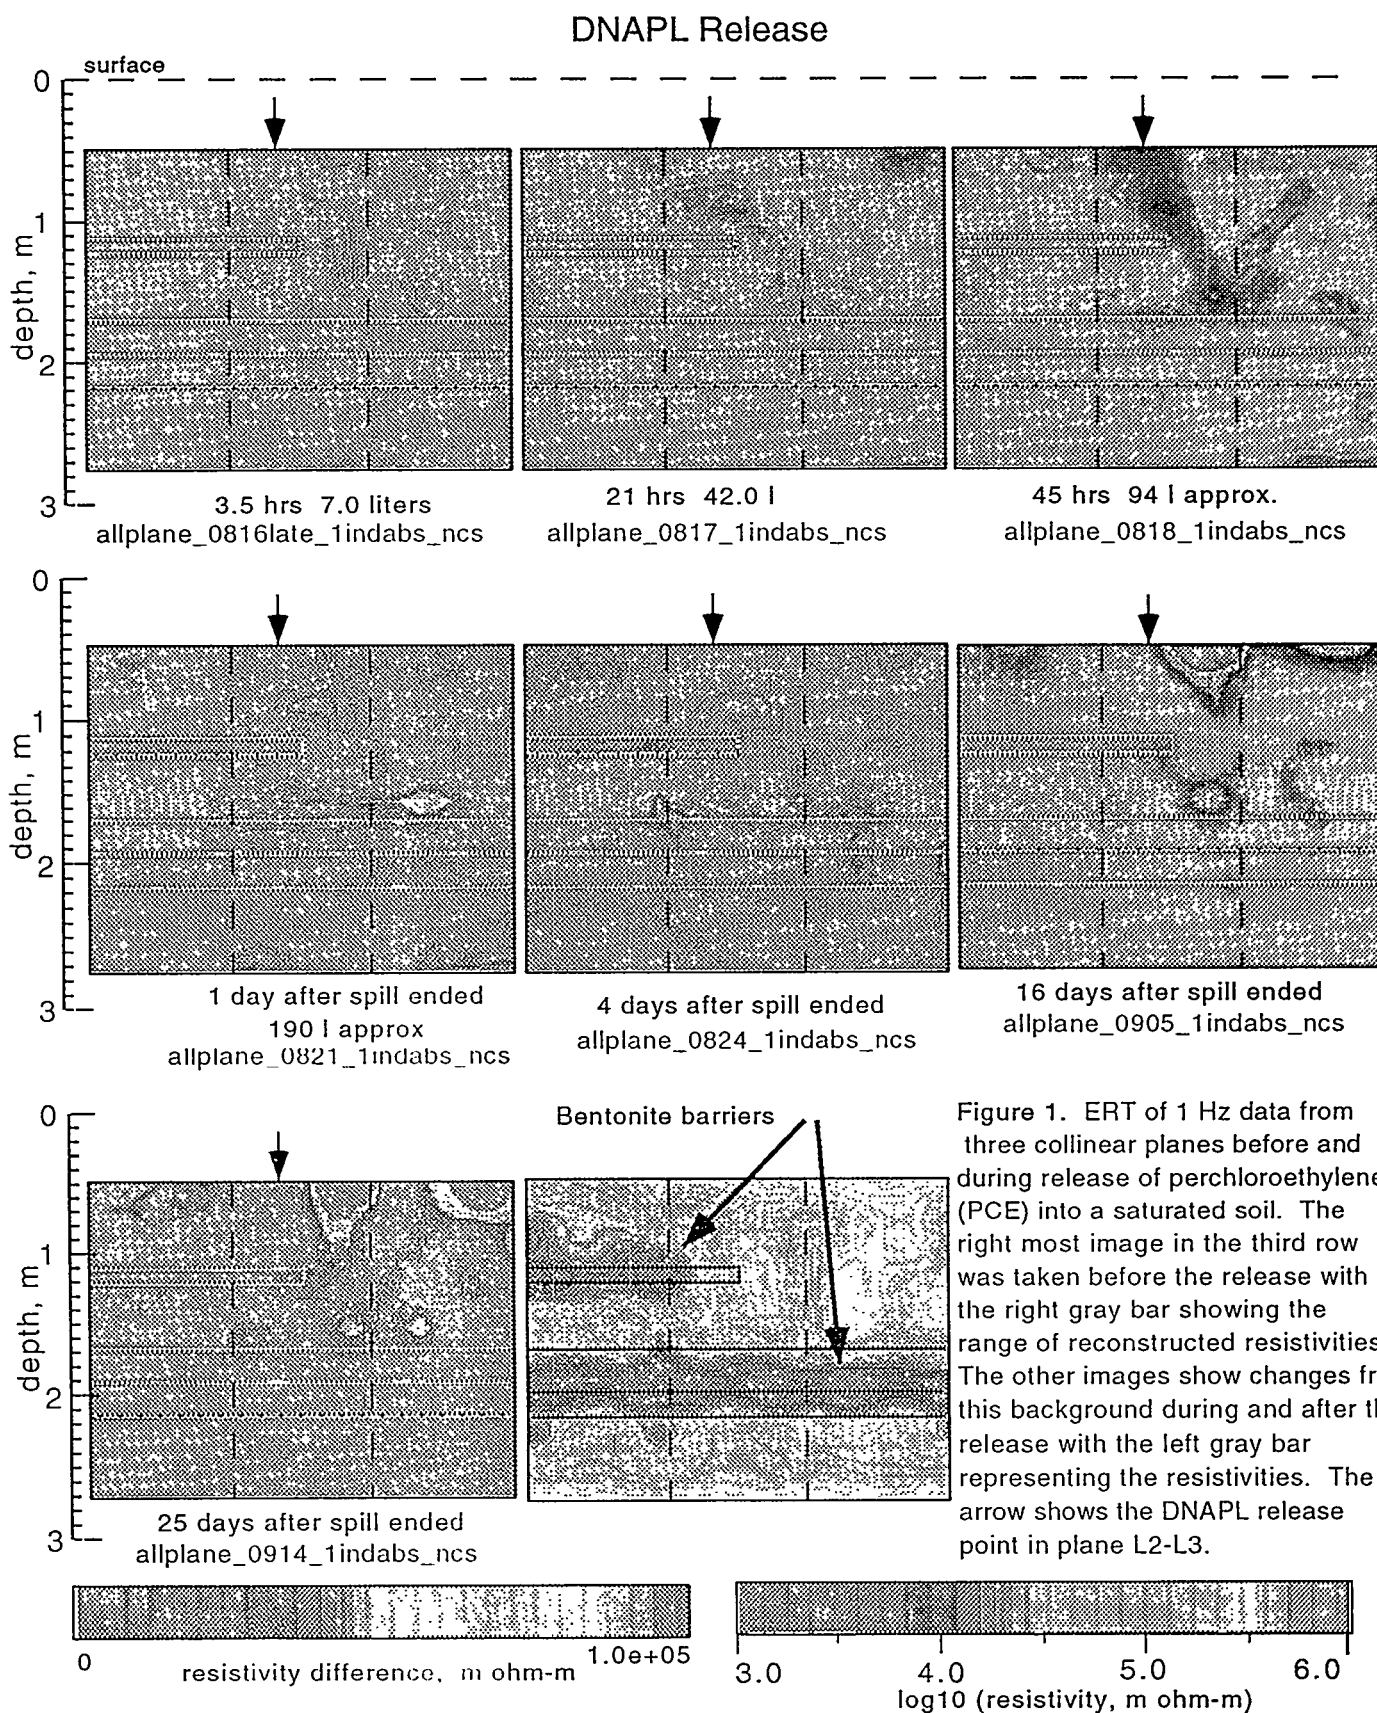 DNAPL Release
surface
0
1
2
3
depth, m
3.5 hrs 7.0 liters
allplane_0816late_1indabs_ncs
21 hrs 42.0 l
allplane_0817_1indabs_ncs
45 hrs 94 l approx.
allplane_0818_1indabs_ncs
0
1
2
3
depth, m
1 day after spill ended
190 l approx
allplane_0821_1indabs_ncs
4 days after spill ended
allplane_0824_1indabs_ncs
16 days after spill ended
allplane_0905_1indabs_ncs
0
1
2
3
depth, m
25 days after spill ended
allplane_0914_1indabs_ncs
Bentonite barriers
Figure 1. ERT of 1 Hz data from
three collinear planes before and
during release of perchloroethylene
(PCE) into a saturated soil. The
right most image in the third row
was taken before the release with
the right gray bar showing the
range of reconstructed resistivities
The other images show changes fr
this background during and after t
release with the left gray bar
representing the resistivities. The
arrow shows the DNAPL release
point in plane L2-L3.
0
1.0e+05
resistivity difference, m ohm-m
3.0 4.0 5.0 6.0
log10 (resistivity, m ohm-m)